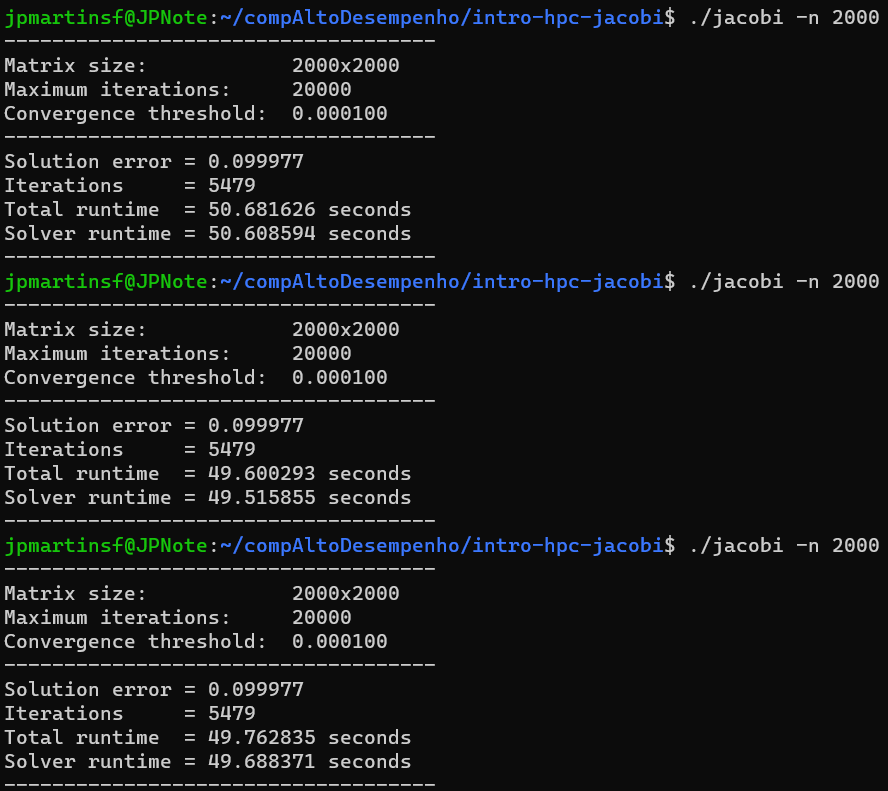 jpmartinsf@JPNote:~/compAltoDesempenho/intro-hpc-jacobi$ ./jacobi -n 2000
------------------------------------
Matrix size:            2000x2000
Maximum iterations:     20000
Convergence threshold:  0.000100
------------------------------------
Solution error = 0.099977
Iterations     = 5479
Total runtime  = 50.681626 seconds
Solver runtime = 50.608594 seconds
------------------------------------
jpmartinsf@JPNote:~/compAltoDesempenho/intro-hpc-jacobi$ ./jacobi -n 2000
------------------------------------
Matrix size:            2000x2000
Maximum iterations:     20000
Convergence threshold:  0.000100
------------------------------------
Solution error = 0.099977
Iterations     = 5479
Total runtime  = 49.600293 seconds
Solver runtime = 49.515855 seconds
------------------------------------
jpmartinsf@JPNote:~/compAltoDesempenho/intro-hpc-jacobi$ ./jacobi -n 2000
------------------------------------
Matrix size:            2000x2000
Maximum iterations:     20000
Convergence threshold:  0.000100
------------------------------------
Solution error = 0.099977
Iterations     = 5479
Total runtime  = 49.762835 seconds
Solver runtime = 49.688371 seconds
------------------------------------